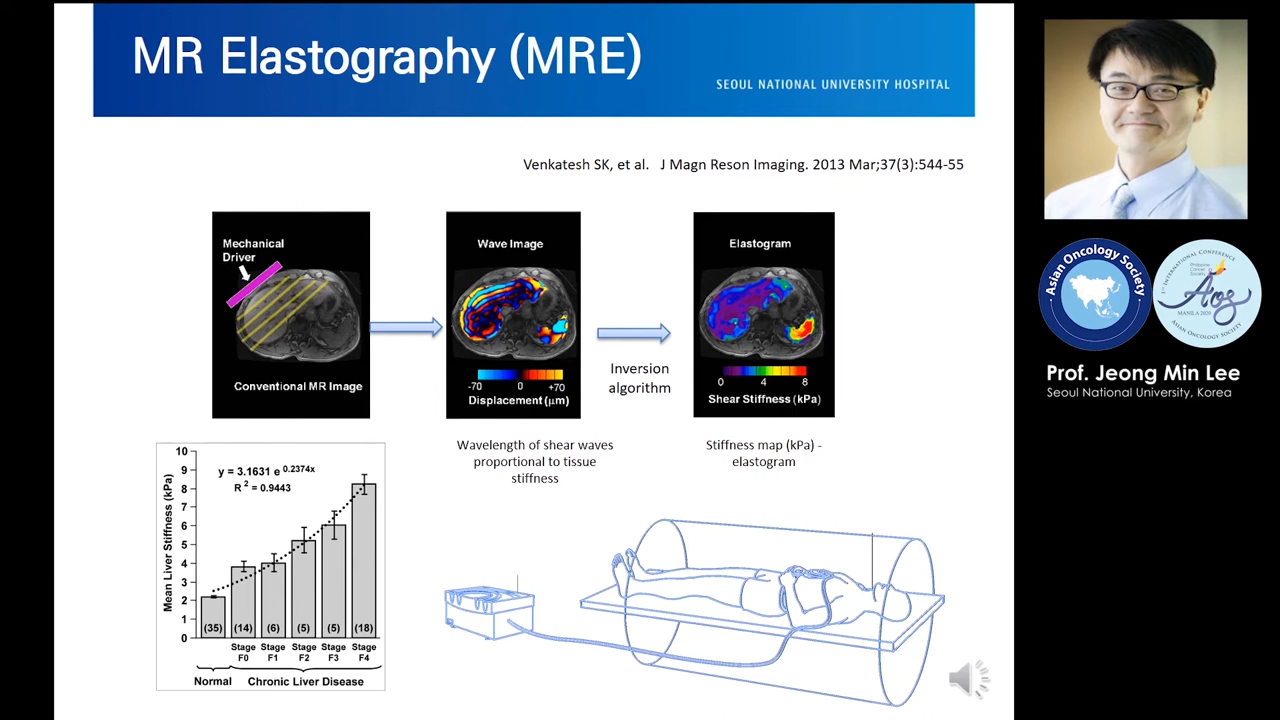 MR Elastography (MRE)
SEOUL NATIONAL UNIVERSITY HOSPITAL
Venkatesh SK, et al. J Magn Reson Imaging. 2013 Mar;37(3):544-55
Mechanical
Driver
Conventional MR Image
Wave Image
-70 0 +70
Displacement (μm)
Inversion
algorithm
Elastogram
0 4 8
Shear Stiffness (kPa)
Wavelength of shear waves
proportional to tissue
stiffness
Stiffness map (kPa) -
elastogram
Mean Liver Stiffness (kPa)
10
9
8
7
6
5
4
3
2
1
0
y = 3.1631 e 0.2374x
R 2 = 0.9443
(35) (14) (6) (5) (5) (18)
Stage Stage Stage Stage Stage
F0 F1 F2 F3 F4
Normal Chronic Liver Disease
Asian Oncology Society
1ST INTERNATIONAL CONFERENCE
Philippine
Cancer
Society
Aos
MANILA 2020
ASIAN ONCOLOGY SOCIETY
Prof. Jeong Min Lee
Seoul National University, Korea